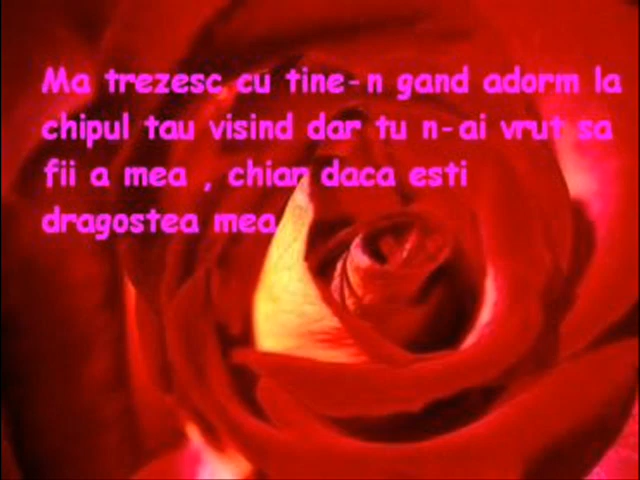 Ma trezesc cu tine-n gand adorm la
chipul tau visind dar tu n-ai vrut sa
fii a mea , chiar daca esti
dragostea mea